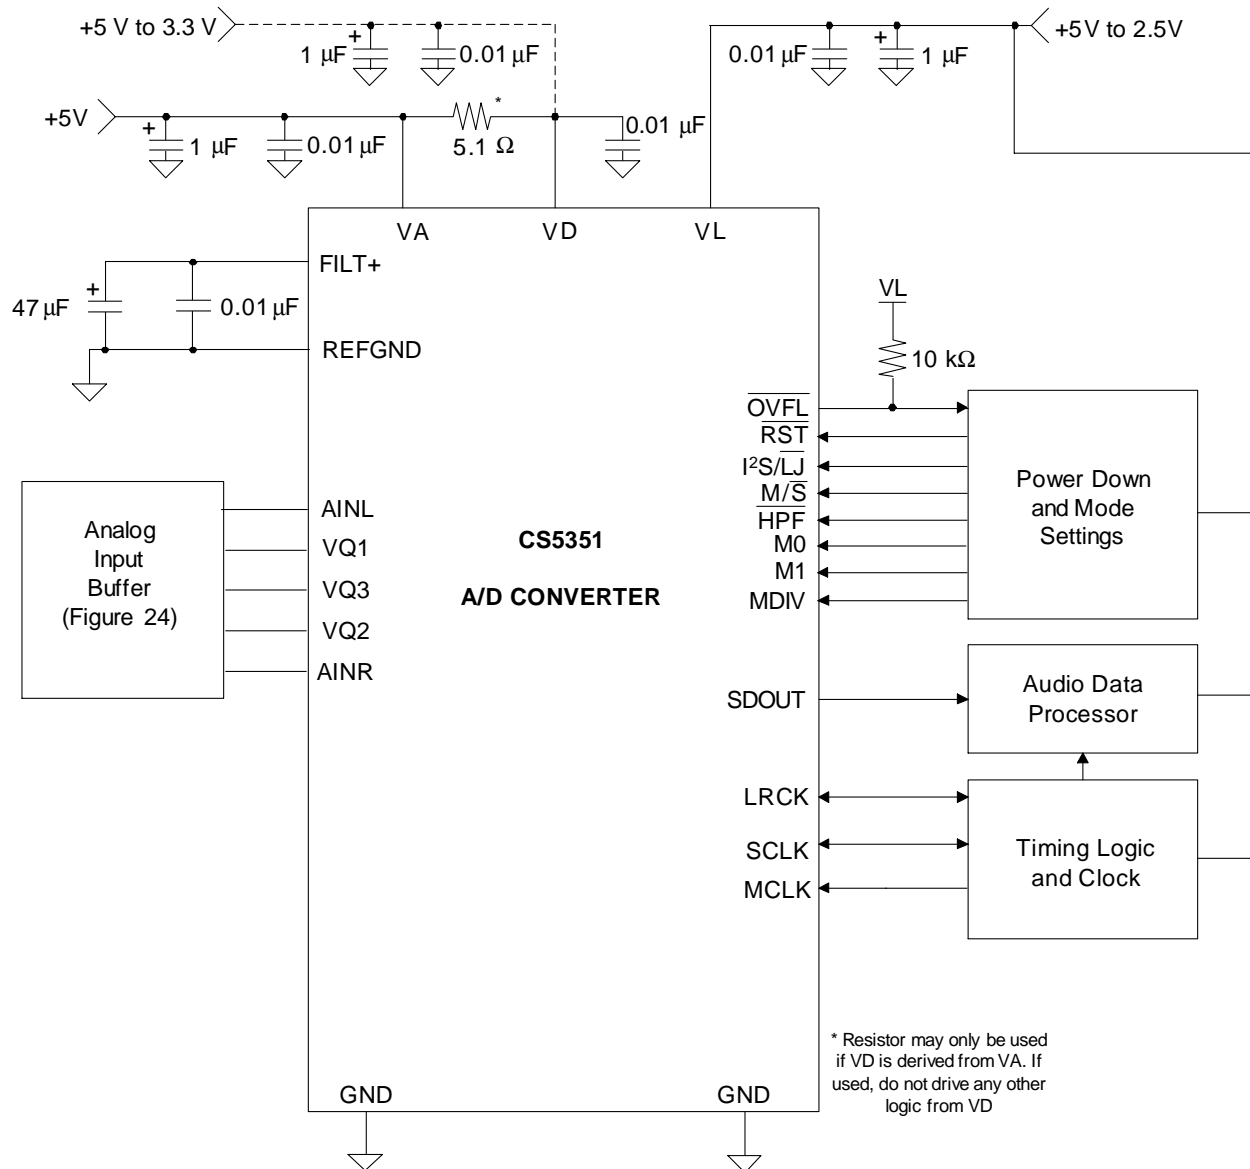 +5 V to 3.3 V
+
1 µF
0.01 µF
0.01 µF
+
1 µF
+5V to 2.5V
+5V
+
1 µF
0.01 µF
*
5.1 Ω
0.01 µF
VA
VD
VL
FILT+
+
47 µF
0.01 µF
REFGND
VL
10 kΩ
OVFL
RST
I²S/LJ
M/S
HPF
M0
M1
MDIV
Power Down
and Mode
Settings
Analog
Input
Buffer
(Figure 24)
AINL
VQ1
VQ3
VQ2
AINR
CS5351
A/D CONVERTER
SDOUT
Audio Data
Processor
LRCK
SCLK
MCLK
Timing Logic
and Clock
* Resistor may only be used
if VD is derived from VA. If
used, do not drive any other
logic from VD
GND
GND